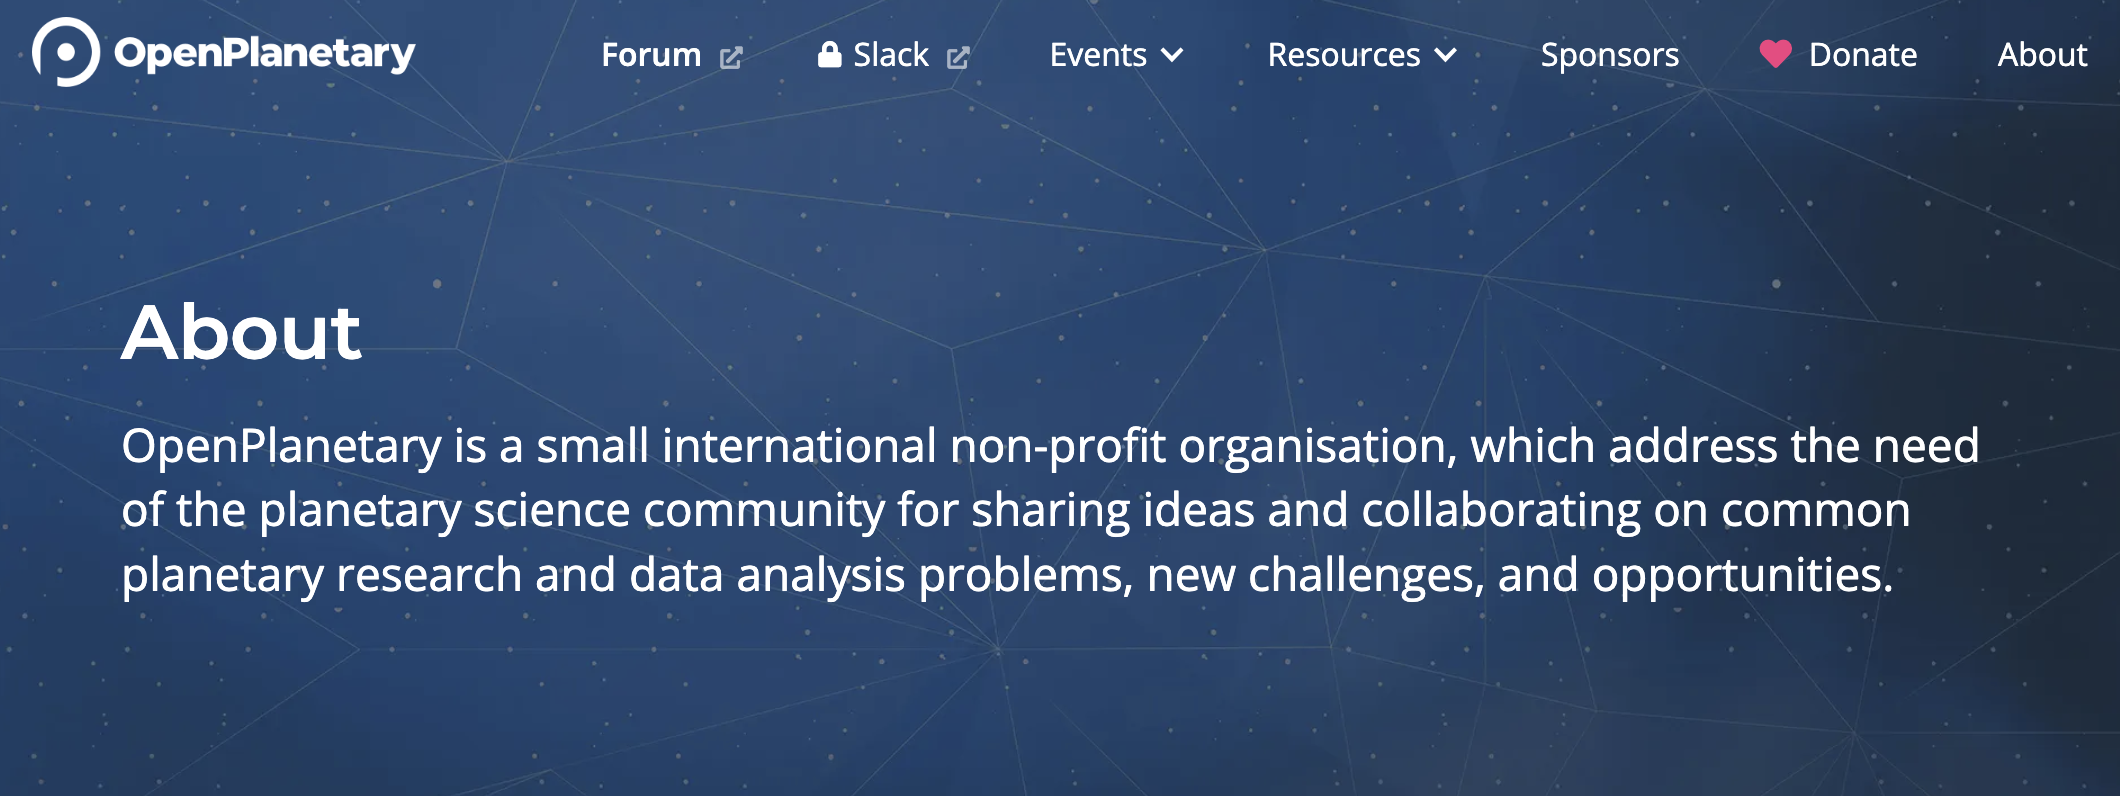 OpenPlanetary
Forum
Slack
Events
Resources
Sponsors
Donate
About
About
OpenPlanetary is a small international non-profit organisation, which address the need
of the planetary science community for sharing ideas and collaborating on common
planetary research and data analysis problems, new challenges, and opportunities.